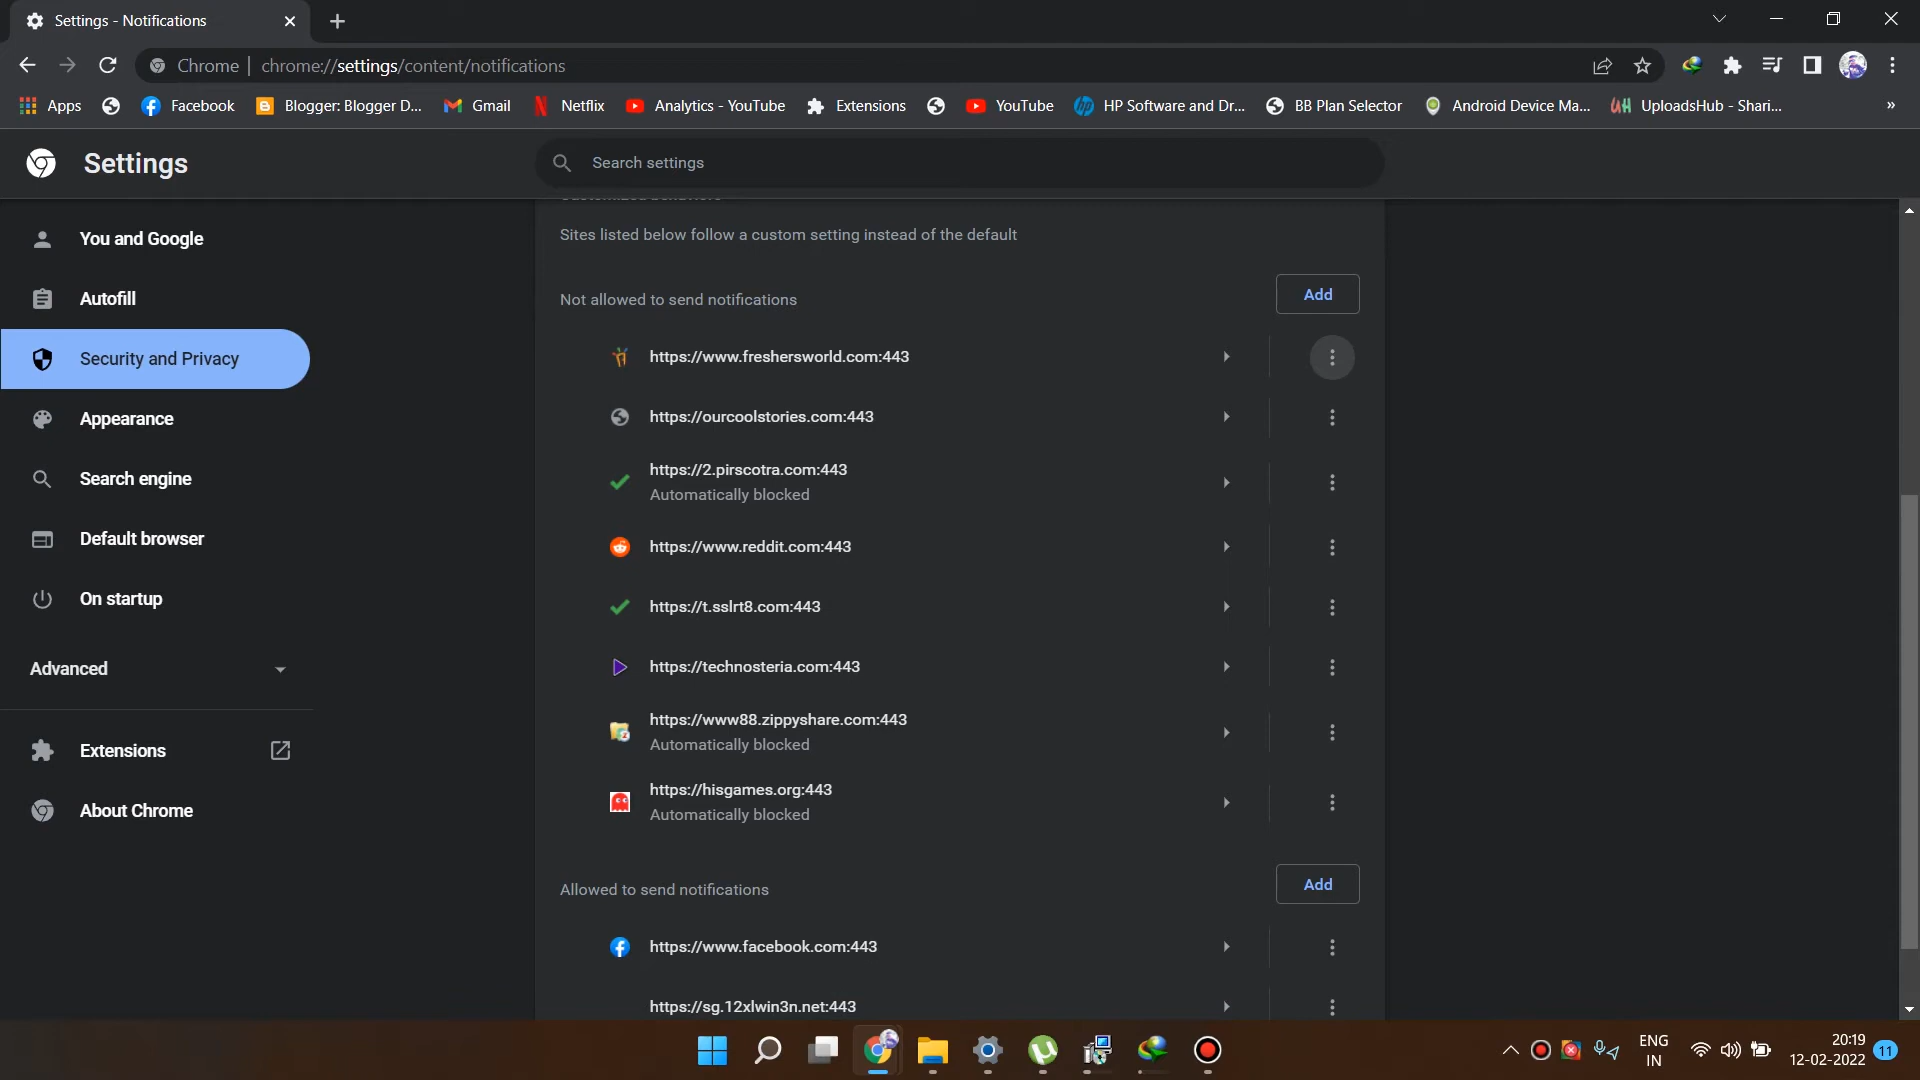 Settings - Notifications
Chrome | chrome://settings/content/notifications
Apps Facebook Blogger: Blogger D... Gmail Netflix Analytics - YouTube Extensions YouTube HP Software and Dr... BB Plan Selector Android Device Ma... UploadsHub - Shari... »
Settings
Search settings
You and Google
Autofill
Security and Privacy
Appearance
Search engine
Default browser
On startup
Advanced
Extensions
About Chrome
Customized behaviors
Sites listed below follow a custom setting instead of the default
Not allowed to send notifications
Add
https://www.freshersworld.com:443
https://ourcoolstories.com:443
https://2.pirscotra.com:443
Automatically blocked
https://www.reddit.com:443
https://t.sslrt8.com:443
https://technosteria.com:443
https://www88.zippyshare.com:443
Automatically blocked
https://hisgames.org:443
Automatically blocked
Allowed to send notifications
Add
https://www.facebook.com:443
https://sg.12xlwin3n.net:443
ENG
IN
20:19
12-02-2022
11